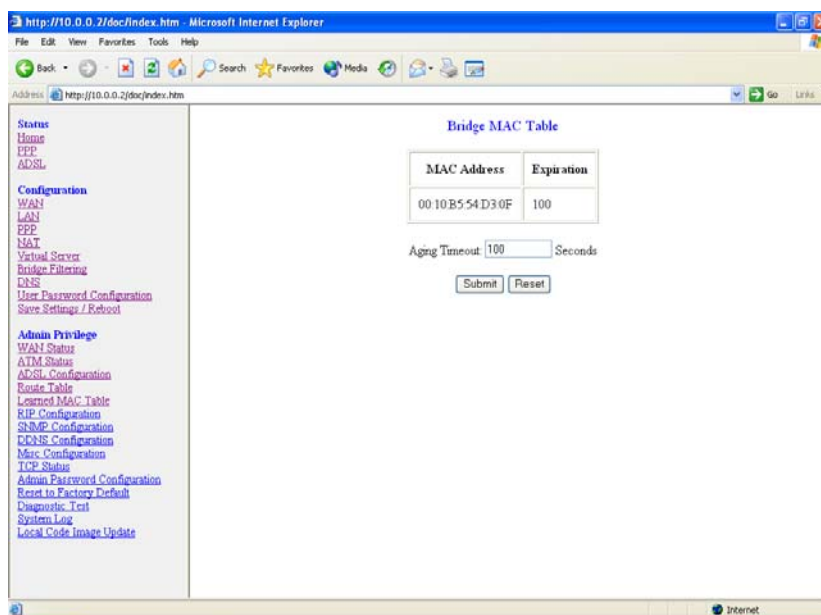 http://10.0.0.2/doc/index.htm - Microsoft Internet Explorer
File Edit View Favorites Tools Help
Back Search Favorites Media
Address http://10.0.0.2/doc/index.htm Go Links
Status
Home
PPP
ADSL
Configuration
WAN
LAN
PPP
NAT
Virtual Server
Bridge Filtering
DNS
User Password Configuration
Save Settings / Reboot
Admin Privilege
WAN Status
ATM Status
ADSL Configuration
Route Table
Learned MAC Table
RIP Configuration
SNMP Configuration
DDNS Configuration
Misc Configuration
TCP Status
Admin Password Configuration
Reset to Factory Default
Diagnostic Test
System Log
Local Code Image Update
Bridge MAC Table
MAC Address Expiration
00:10:B5:54:D3:0F 100
Aging Timeout: 100 Seconds
Submit Reset
Internet